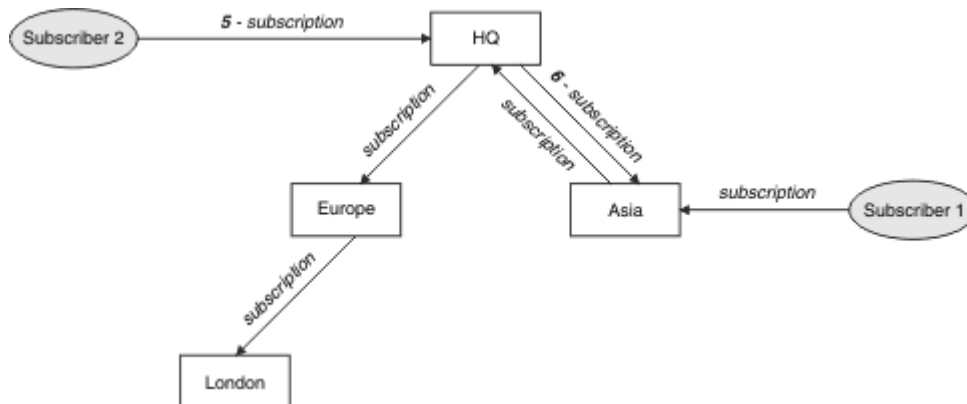 5 - subscription
Subscriber 2
HQ
subscription
6 - subscription
subscription
Europe
Asia
subscription
Subscriber 1
subscription
London